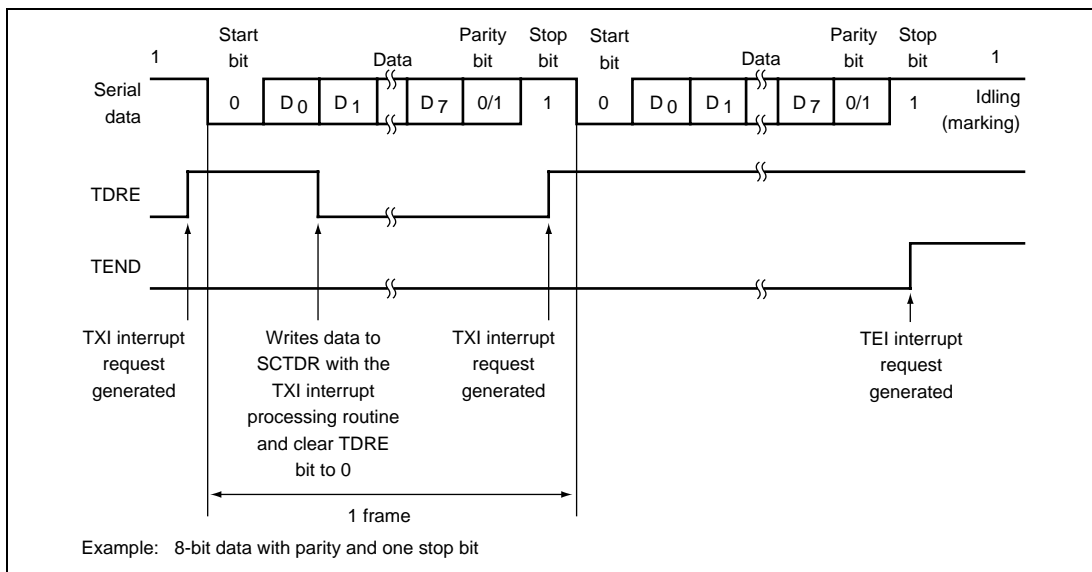 1 Start bit Data Parity bit Stop bit Start bit Data Parity bit Stop bit 1
Serial data 0 D0 D1 D7 0/1 1 0 D0 D1 D7 0/1 1 Idling (marking)
TDRE
TEND
TXI interrupt request generated
Writes data to SCTDR with the TXI interrupt processing routine and clear TDRE bit to 0
TXI interrupt request generated
TEI interrupt request generated
1 frame
Example: 8-bit data with parity and one stop bit